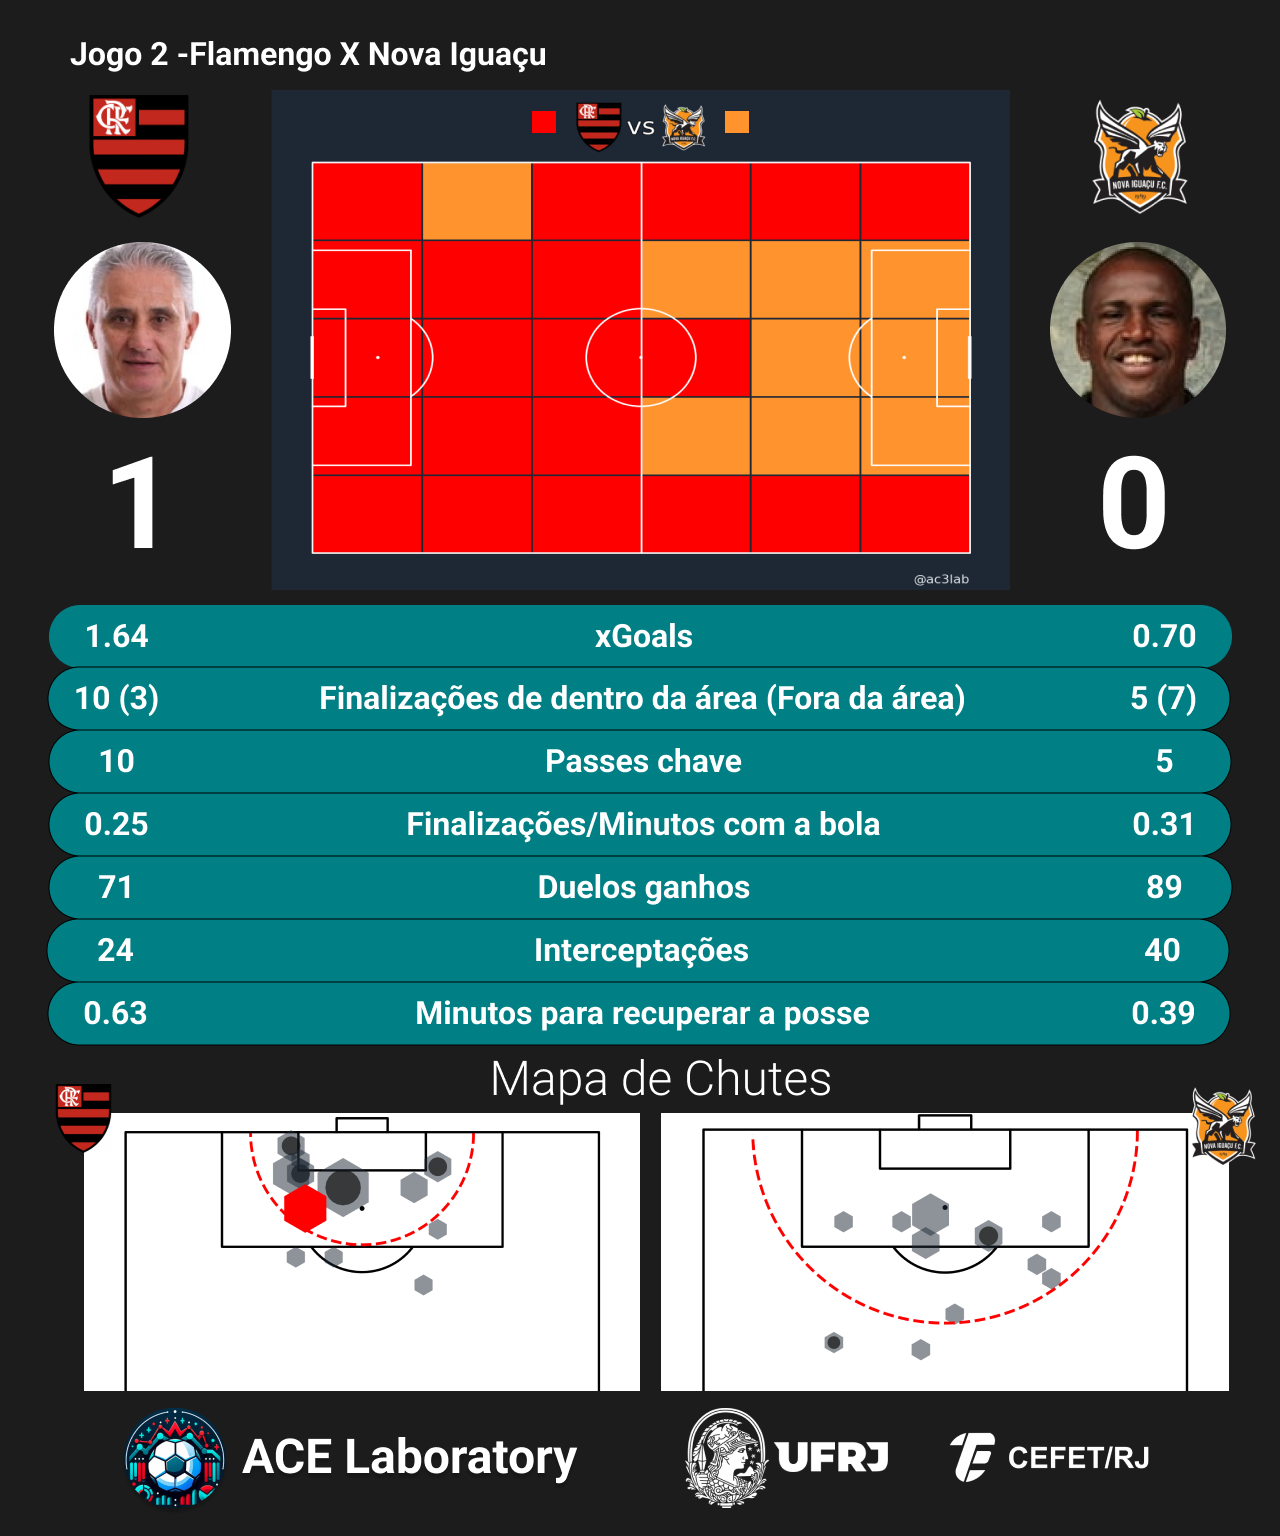 Jogo 2 -Flamengo X Nova Iguaçu
vs
NOVA IGUAÇU F.C.
1
0
@ac3lab
1.64 xGoals 0.70
10 (3) Finalizações de dentro da área (Fora da área) 5 (7)
10 Passes chave 5
0.25 Finalizações/Minutos com a bola 0.31
71 Duelos ganhos 89
24 Interceptações 40
0.63 Minutos para recuperar a posse 0.39
Mapa de Chutes
ACE Laboratory
UFRJ
CEFET/RJ